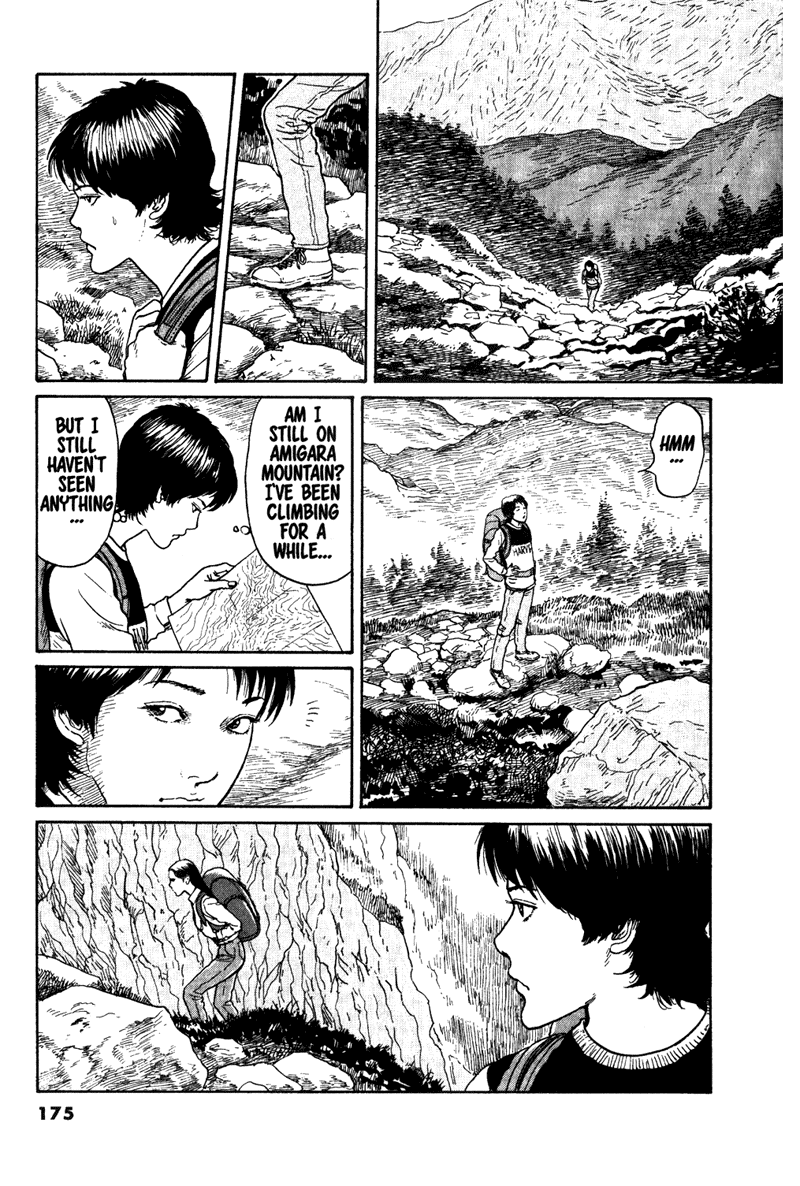 HMM
...
AM I
STILL ON
AMIGARA
MOUNTAIN?
I'VE BEEN
CLIMBING
FOR A
WHILE...
BUT I
STILL
HAVEN'T
SEEN
ANYTHING
...
175